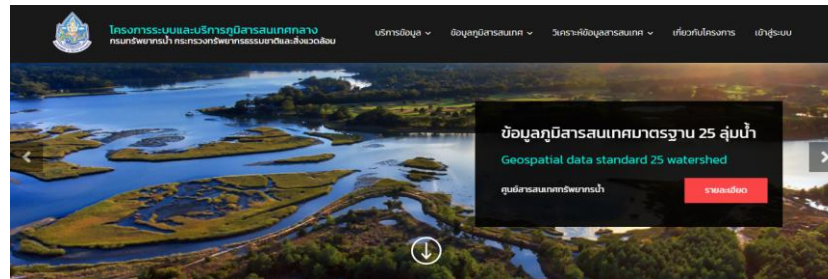 โครงการระบบและบริการภูมิสารสนเทศกลาง
กรมทรัพยากรน้ำ กระทรวงทรัพยากรธรรมชาติและสิ่งแวดล้อม
บริการข้อมูล
ข้อมูลภูมิสารสนเทศ
วิเคราะห์ข้อมูลสารสนเทศ
เกี่ยวกับโครงการ
เข้าสู่ระบบ
ข้อมูลภูมิสารสนเทศมาตรฐาน 25 ลุ่มน้ำ
Geospatial data standard 25 watershed
ศูนย์สารสนเทศทรัพยากรน้ำ
รายละเอียด